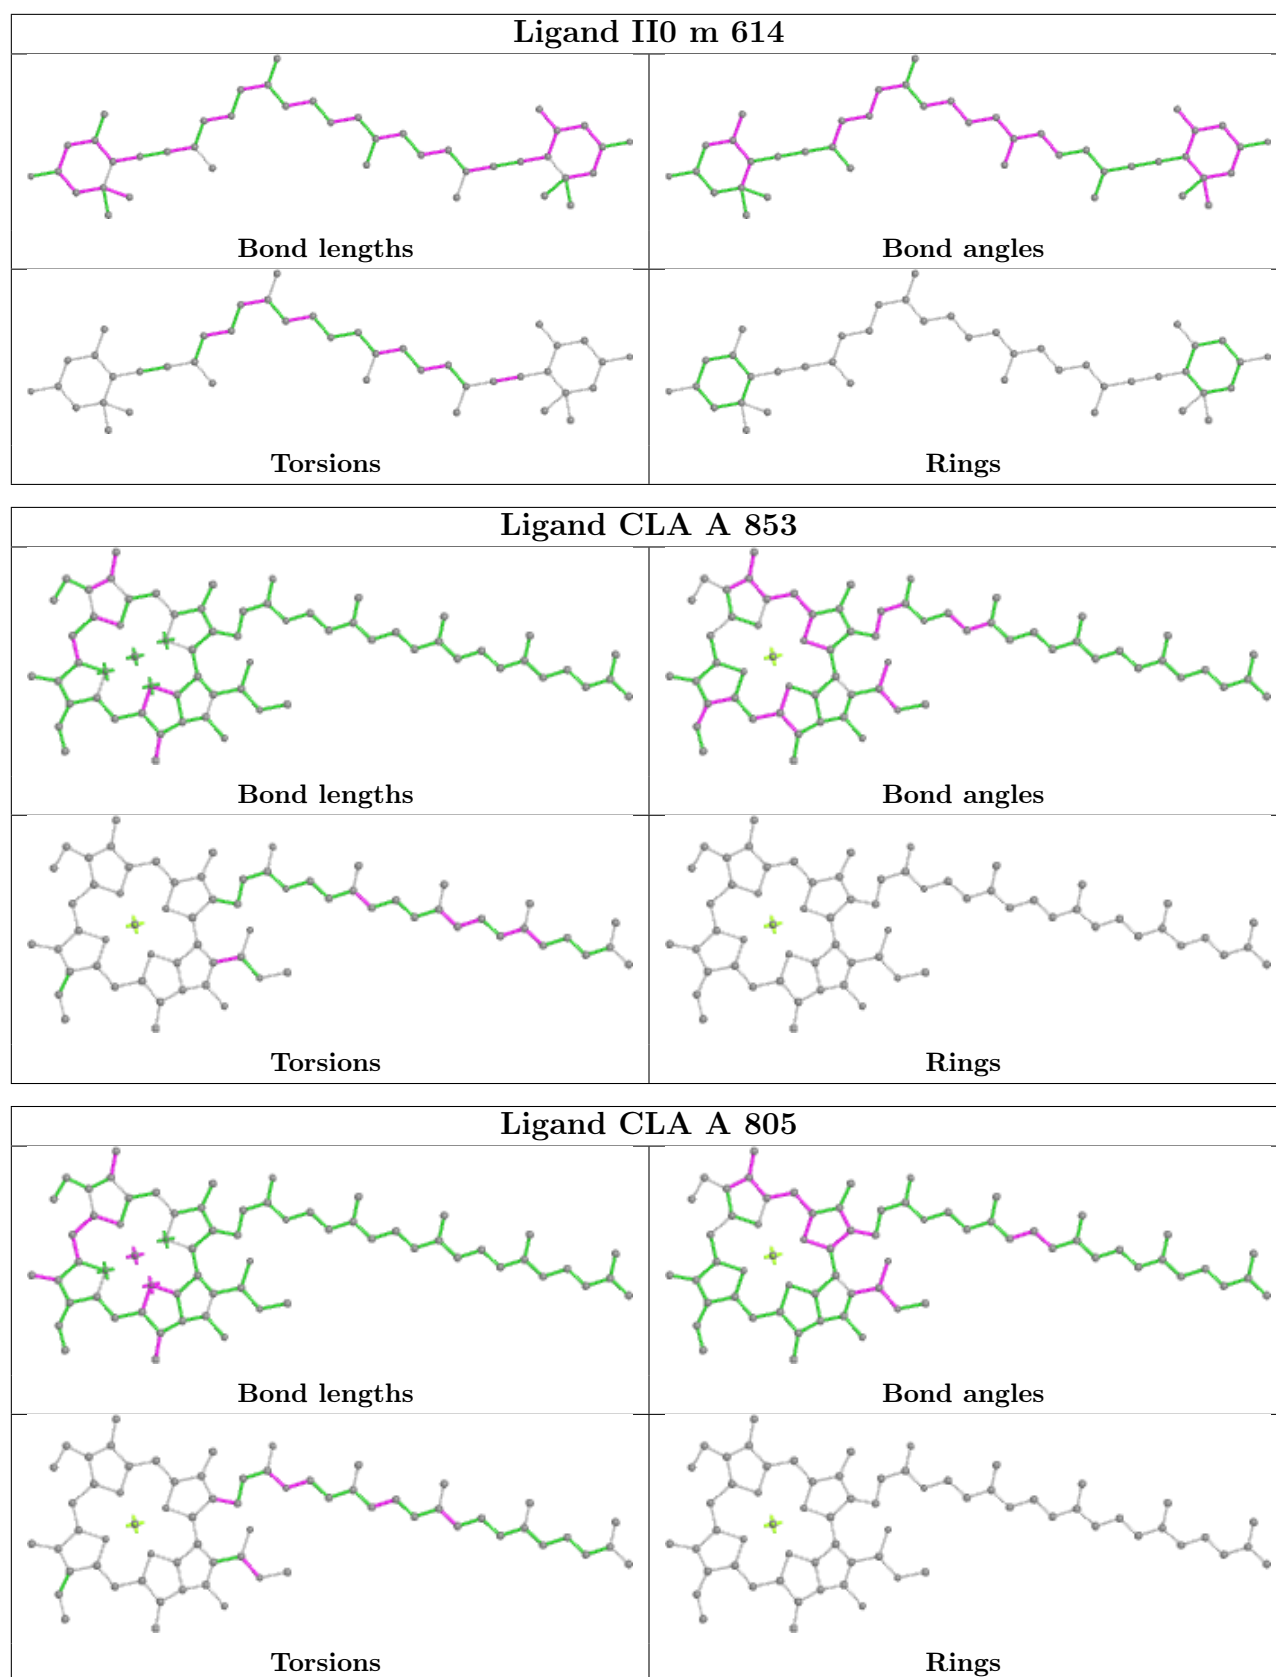 Ligand II0 m 614
Bond lengths
Bond angles
Torsions
Rings
Ligand CLA A 853
Bond lengths
Bond angles
Torsions
Rings
Ligand CLA A 805
Bond lengths
Bond angles
Torsions
Rings